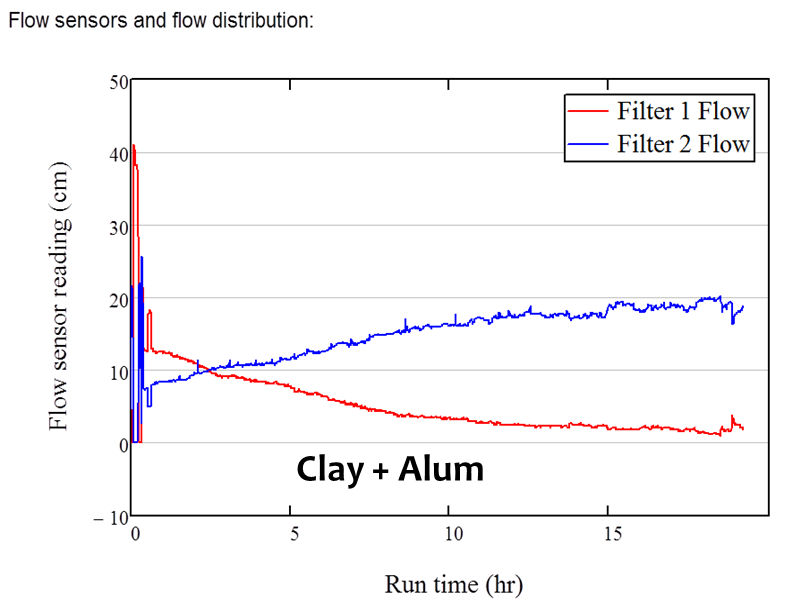 Flow sensors and flow distribution:
50
Filter 1 Flow
Filter 2 Flow
40
30
20
10
0
– 10
Flow sensor reading (cm)
Clay + Alum
0 5 10 15
Run time (hr)